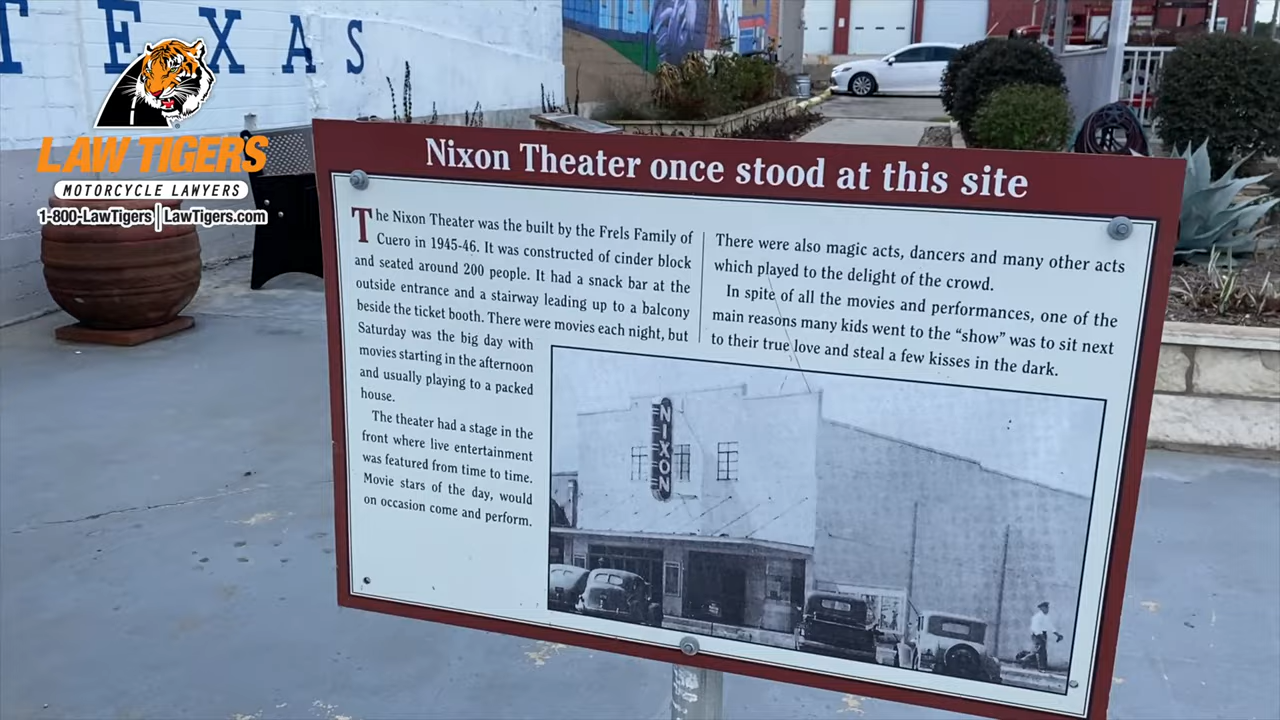 TEXAS
LAW TIGERS
MOTORCYCLE LAWYERS
1-800-LawTigers | LawTigers.com
Nixon Theater once stood at this site
The Nixon Theater was the built by the Frels Family of
Cuero in 1945-46. It was constructed of cinder block
and seated around 200 people. It had a snack bar at the
outside entrance and a stairway leading up to a balcony
beside the ticket booth. There were movies each night, but
Saturday was the big day with
movies starting in the afternoon
and usually playing to a packed
house.
The theater had a stage in the
front where live entertainment
was featured from time to time.
Movie stars of the day, would
on occasion come and perform.
There were also magic acts, dancers and many other acts
which played to the delight of the crowd.
In spite of all the movies and performances, one of the
main reasons many kids went to the “show” was to sit next
to their true love and steal a few kisses in the dark.
NIXON